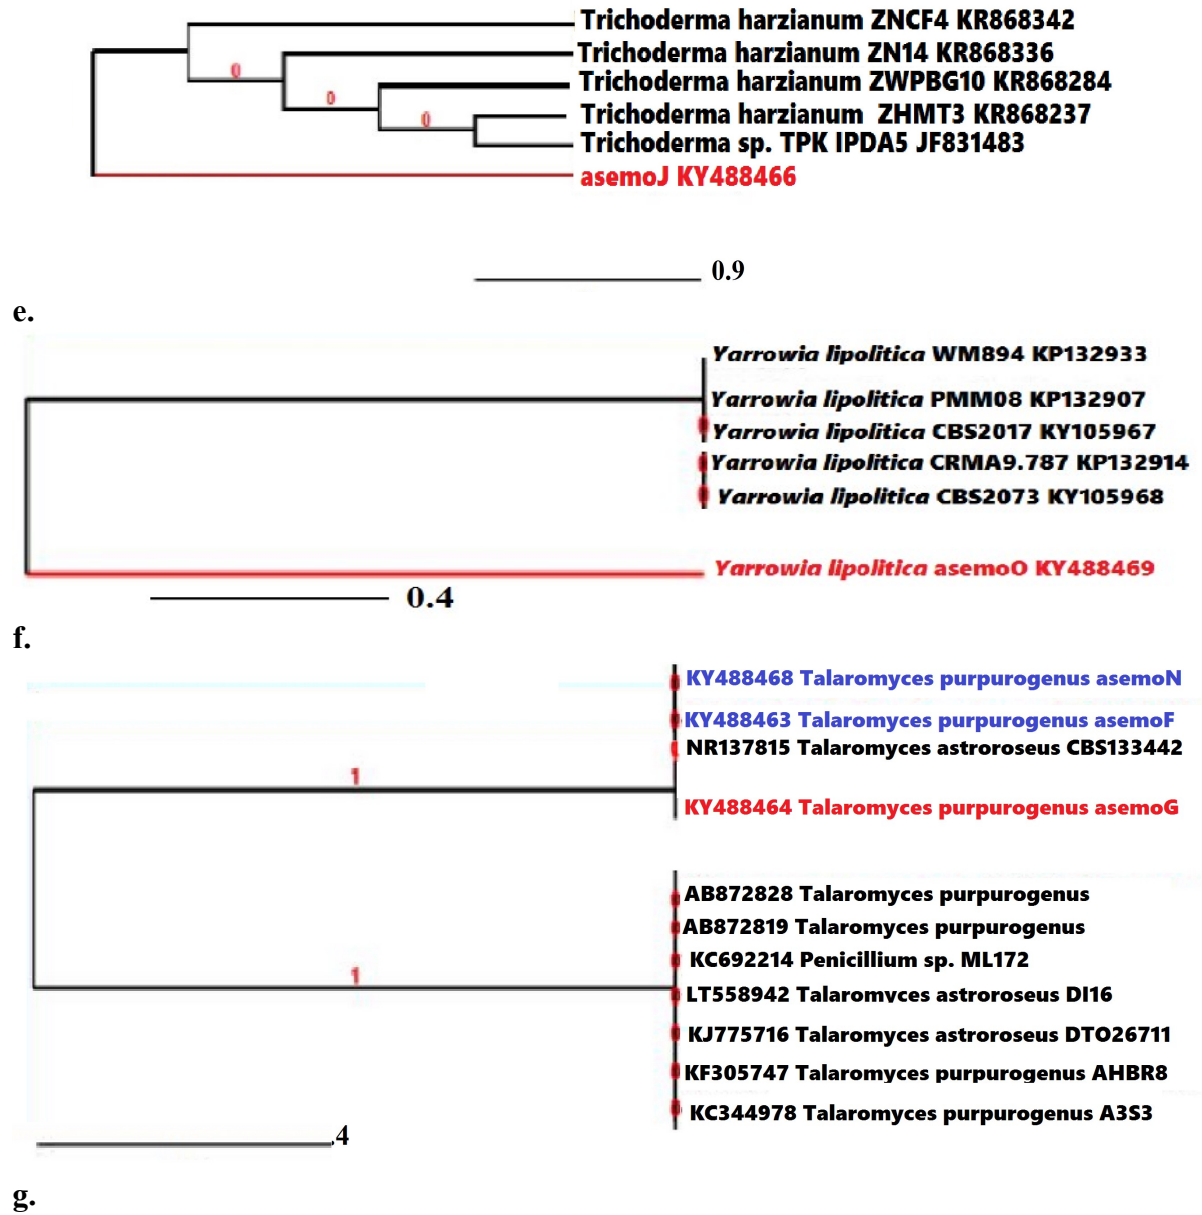 Trichoderma harzianum ZNCF4 KR868342
Trichoderma harzianum ZN14 KR868336
0
Trichoderma harzianum ZWPBG10 KR868284
0
Trichoderma harzianum ZHMT3 KR868237
0
Trichoderma sp. TPK IPDA5 JF831483
asemoJ KY488466
0.9
e.
Yarrowia lipolitica WM894 KP132933
Yarrowia lipolitica PMM08 KP132907
Yarrowia lipolitica CBS2017 KY105967
Yarrowia lipolitica CRMA9.787 KP132914
Yarrowia lipolitica CBS2073 KY105968
Yarrowia lipolitica asemoO KY488469
0.4
f.
KY488468 Talaromyces purpurogenus asemoN
KY488463 Talaromyces purpurogenus asemoF
NR137815 Talaromyces astroroseus CBS133442
1
KY488464 Talaromyces purpurogenus asemoG
AB872828 Talaromyces purpurogenus
AB872819 Talaromyces purpurogenus
KC692214 Penicillium sp. ML172
1
LT558942 Talaromyces astroroseus DI16
KJ775716 Talaromyces astroroseus DTO26711
KF305747 Talaromyces purpurogenus AHBR8
KC344978 Talaromyces purpurogenus A3S3
.4
g.